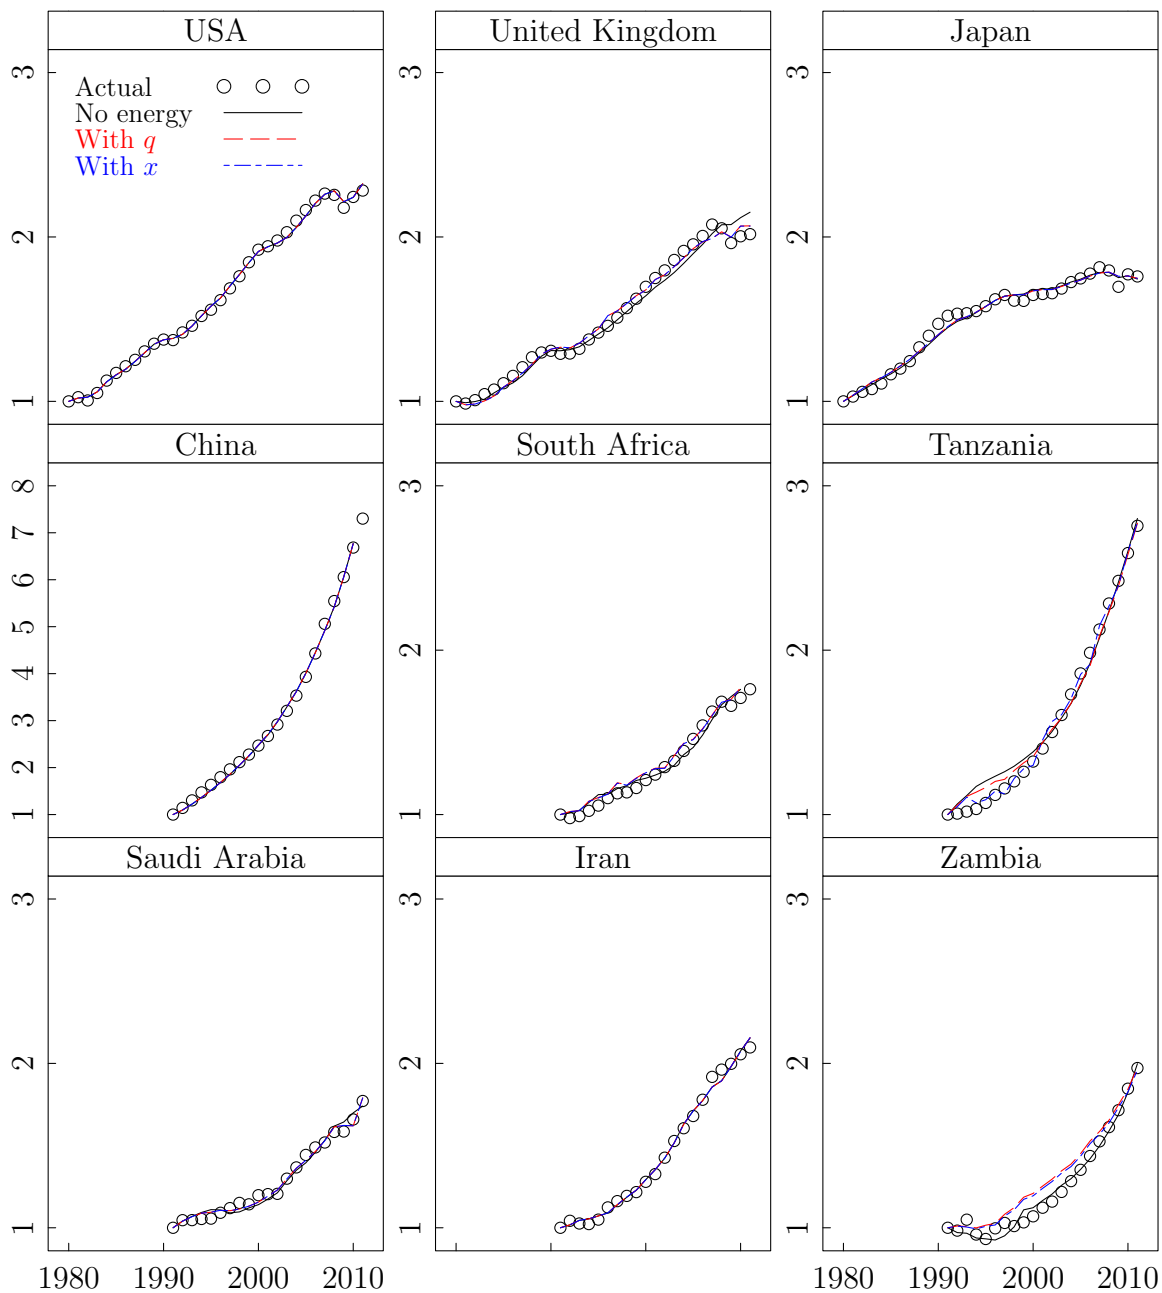 USA
United Kingdom
Japan
3
2
1
3
2
1
3
2
1
Actual
No energy
With q
With x
China
South Africa
Tanzania
8
7
6
5
4
3
2
1
3
2
1
3
2
1
Saudi Arabia
Iran
Zambia
3
2
1
3
2
1
3
2
1
1980 1990 2000 2010
1980 1990 2000 2010